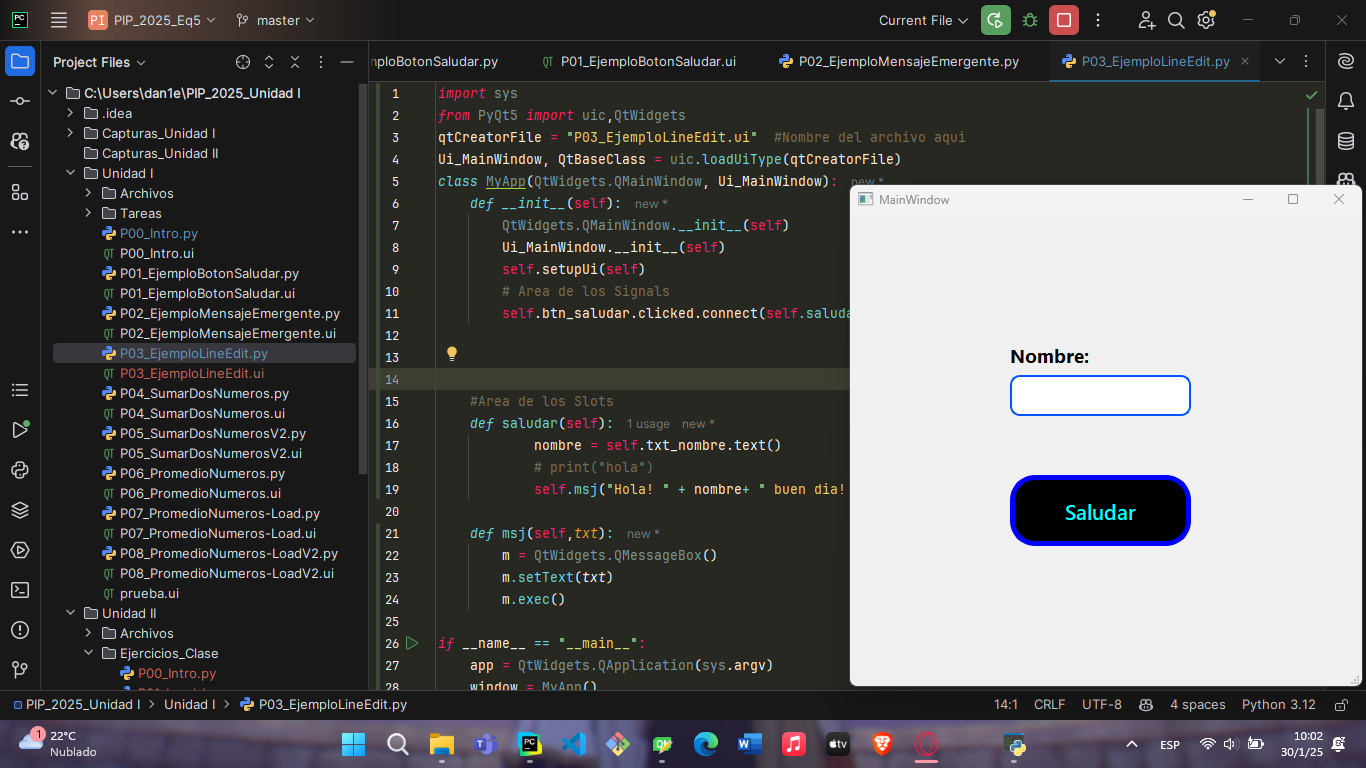 PI PIP_2025_Eq5 master Current File
Project Files
mploBotonSaludar.py P01_EjemploBotonSaludar.ui P02_EjemploMensajeEmergente.py P03_EjemploLineEdit.py
C:\Users\dan1e\PIP_2025_Unidad I
.idea
Capturas_Unidad I
Capturas_Unidad II
Unidad I
Archivos
Tareas
P00_Intro.py
P00_Intro.ui
P01_EjemploBotonSaludar.py
P01_EjemploBotonSaludar.ui
P02_EjemploMensajeEmergente.py
P02_EjemploMensajeEmergente.ui
P03_EjemploLineEdit.py
P03_EjemploLineEdit.ui
P04_SumarDosNumeros.py
P04_SumarDosNumeros.ui
P05_SumarDosNumerosV2.py
P05_SumarDosNumerosV2.ui
P06_PromedioNumeros.py
P06_PromedioNumeros.ui
P07_PromedioNumeros-Load.py
P07_PromedioNumeros-Load.ui
P08_PromedioNumeros-LoadV2.py
P08_PromedioNumeros-LoadV2.ui
prueba.ui
Unidad II
Archivos
Ejercicios_Clase
P00_Intro.py
1 import sys
2 from PyQt5 import uic,QtWidgets
3 qtCreatorFile = "P03_EjemploLineEdit.ui" #Nombre del archivo aqui
4 Ui_MainWindow, QtBaseClass = uic.loadUiType(qtCreatorFile)
5 class MyApp(QtWidgets.QMainWindow, Ui_MainWindow): new *
6 def __init__(self): new *
7 QtWidgets.QMainWindow.__init__(self)
8 Ui_MainWindow.__init__(self)
9 self.setupUi(self)
10 # Area de los Signals
11 self.btn_saludar.clicked.connect(self.saluda
12
13
14
15 #Area de los Slots
16 def saludar(self): 1 usage new *
17 nombre = self.txt_nombre.text()
18 # print("hola")
19 self.msj("Hola! " + nombre+ " buen dia!
20
21 def msj(self,txt): new *
22 m = QtWidgets.QMessageBox()
23 m.setText(txt)
24 m.exec()
25
26 if __name__ == "__main__":
27 app = QtWidgets.QApplication(sys.argv)
28 window = MyApp()
MainWindow
Nombre:
Saludar
PIP_2025_Unidad I > Unidad I > P03_EjemploLineEdit.py 14:1 CRLF UTF-8 4 spaces Python 3.12
1 22°C
Nublado
tv
ESP
10:02
30/1/25